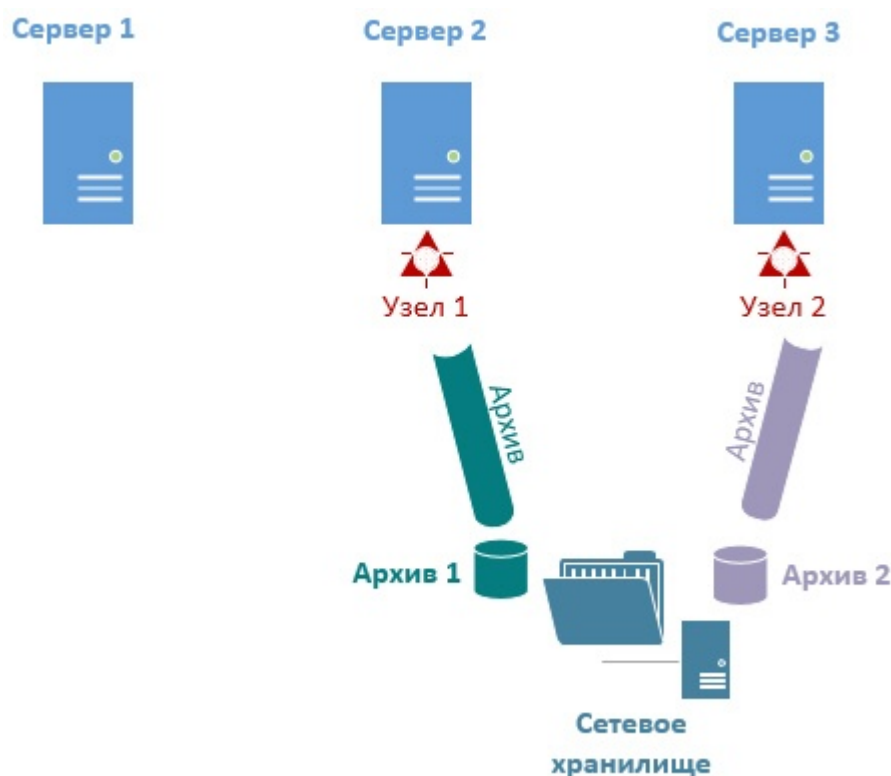 Сервер 1
Сервер 2
Сервер 3
Узел 1
Узел 2
Архив
Архив
Архив 1
Архив 2
Сетевое
хранилище